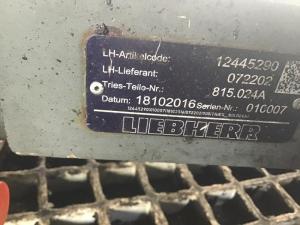 LH-Artikelcode: 12445290
LH-Lieferant: 072202
Tries-Teile-Nr.: 815.024A
Datum: 18102016 Serien-Nr.: 010007
LIEBHERR